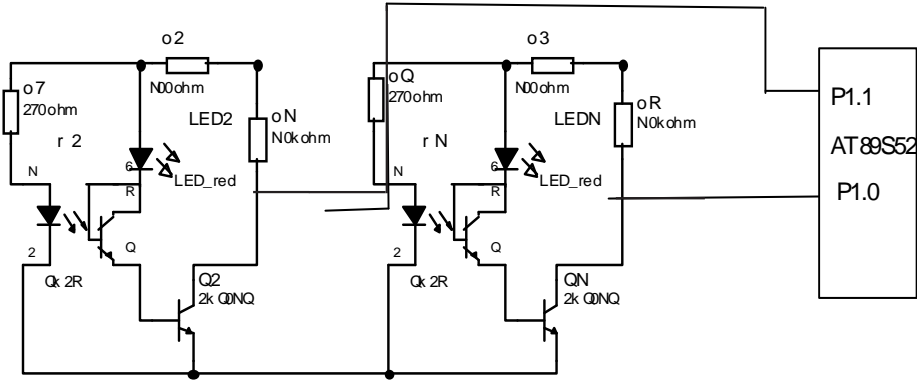 o2
o7
270ohm
N00ohm
r 2
LED2
oN
N0kohm
N
6
R
LED_red
2
Q
Qk 2R
Q2
2k Q0NQ
oQ
270ohm
o3
N00ohm
r N
LEDN
oR
N0kohm
N
6
R
LED_red
2
Q
Qk 2R
QN
2k Q0NQ
P1.1
AT89S52
P1.0